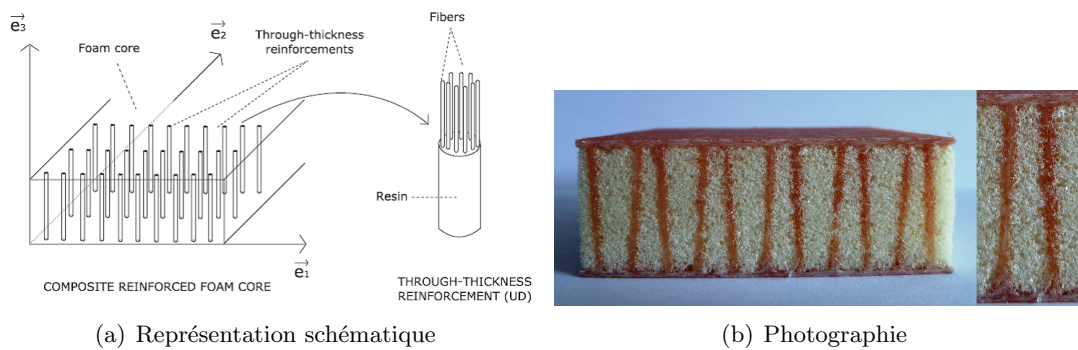 e3
e2
Foam core
Through-thickness
reinforcements
Fibers
Resin
e1
COMPOSITE REINFORCED FOAM CORE
THROUGH-THICKNESS
REINFORCEMENT (UD)
(a) Représentation schématique
(b) Photographie